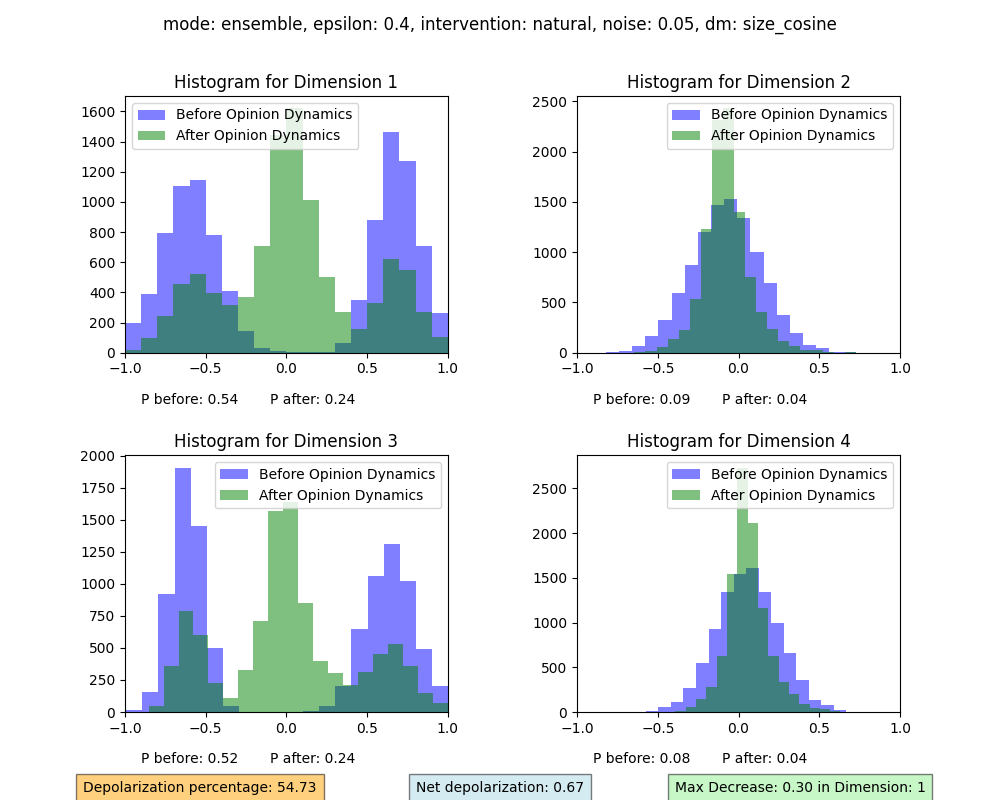 mode: ensemble, epsilon: 0.4, intervention: natural, noise: 0.05, dm: size_cosine
Histogram for Dimension 1
Before Opinion Dynamics
After Opinion Dynamics
1600
1400
1200
1000
800
600
400
200
0
−1.0 −0.5 0.0 0.5 1.0
P before: 0.54 P after: 0.24
Histogram for Dimension 2
Before Opinion Dynamics
After Opinion Dynamics
2500
2000
1500
1000
500
0
−1.0 −0.5 0.0 0.5 1.0
P before: 0.09 P after: 0.04
Histogram for Dimension 3
Before Opinion Dynamics
After Opinion Dynamics
2000
1750
1500
1250
1000
750
500
250
0
−1.0 −0.5 0.0 0.5 1.0
P before: 0.52 P after: 0.24
Histogram for Dimension 4
Before Opinion Dynamics
After Opinion Dynamics
2500
2000
1500
1000
500
0
−1.0 −0.5 0.0 0.5 1.0
P before: 0.08 P after: 0.04
Depolarization percentage: 54.73
Net depolarization: 0.67
Max Decrease: 0.30 in Dimension: 1